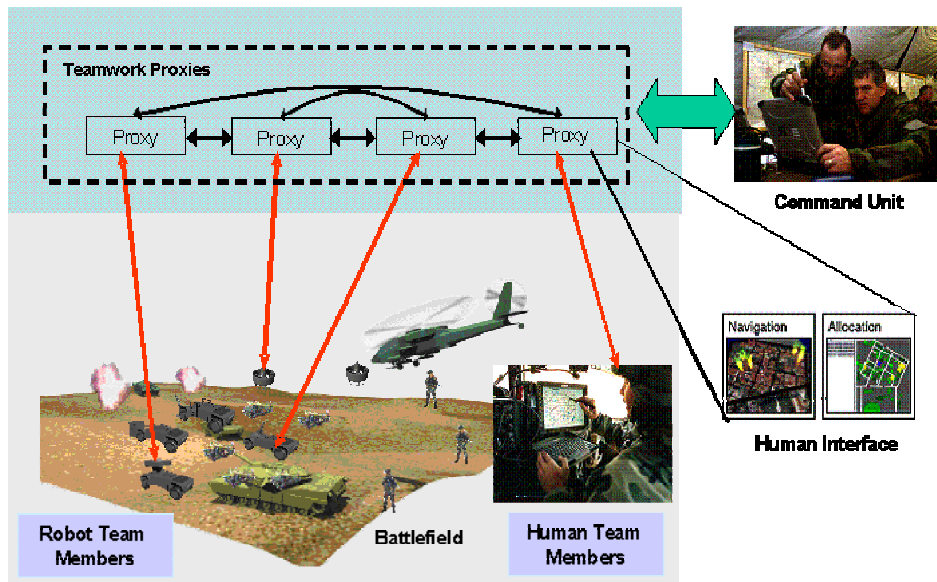 Teamwork Proxies
Proxy
Proxy
Proxy
Proxy
Command Unit
Navigation
Allocation
Human Interface
Robot Team
Members
Battlefield
Human Team
Members